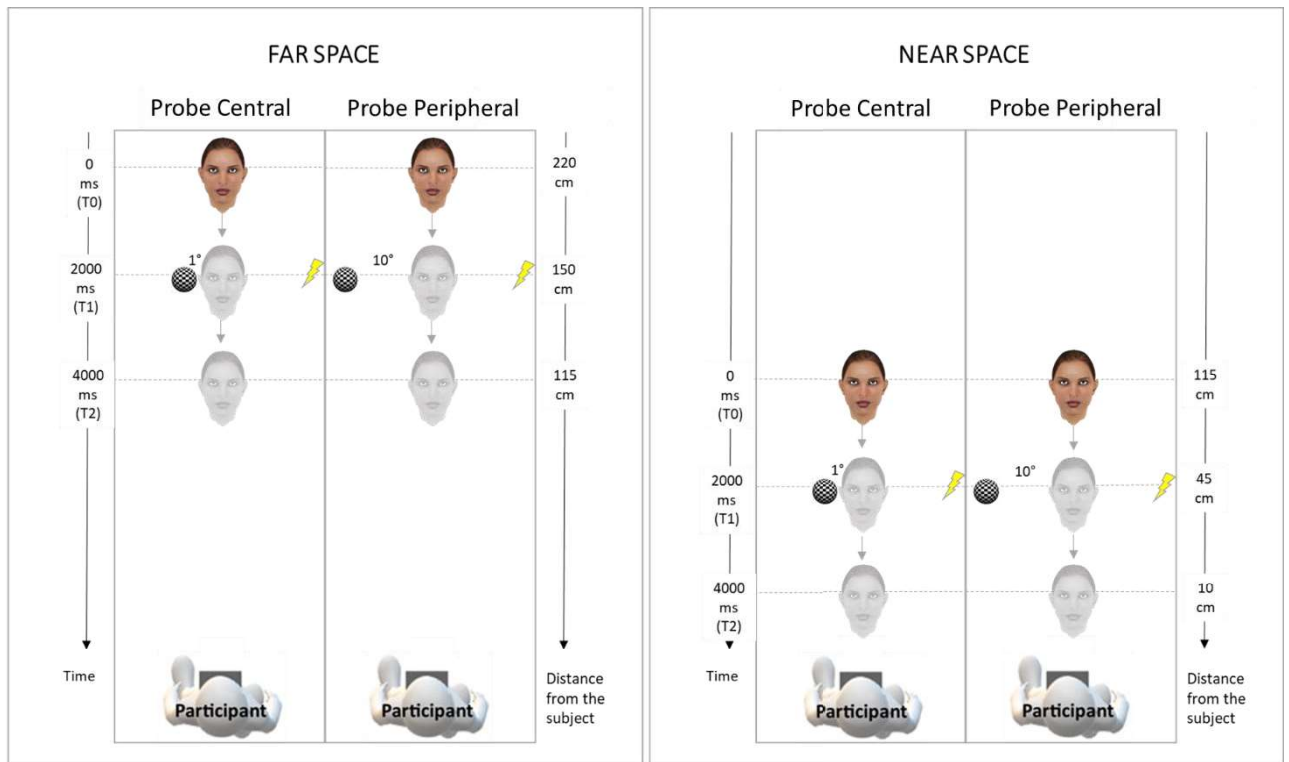 FAR SPACE
Probe Central
Probe Peripheral
0
ms
(T0)
220
cm
1°
10°
2000
ms
(T1)
150
cm
4000
ms
(T2)
115
cm
Time
Participant
Participant
Distance
from the
subject
NEAR SPACE
Probe Central
Probe Peripheral
0
ms
(T0)
115
cm
1°
10°
2000
ms
(T1)
45
cm
4000
ms
(T2)
10
cm
Time
Participant
Participant
Distance
from the
subject